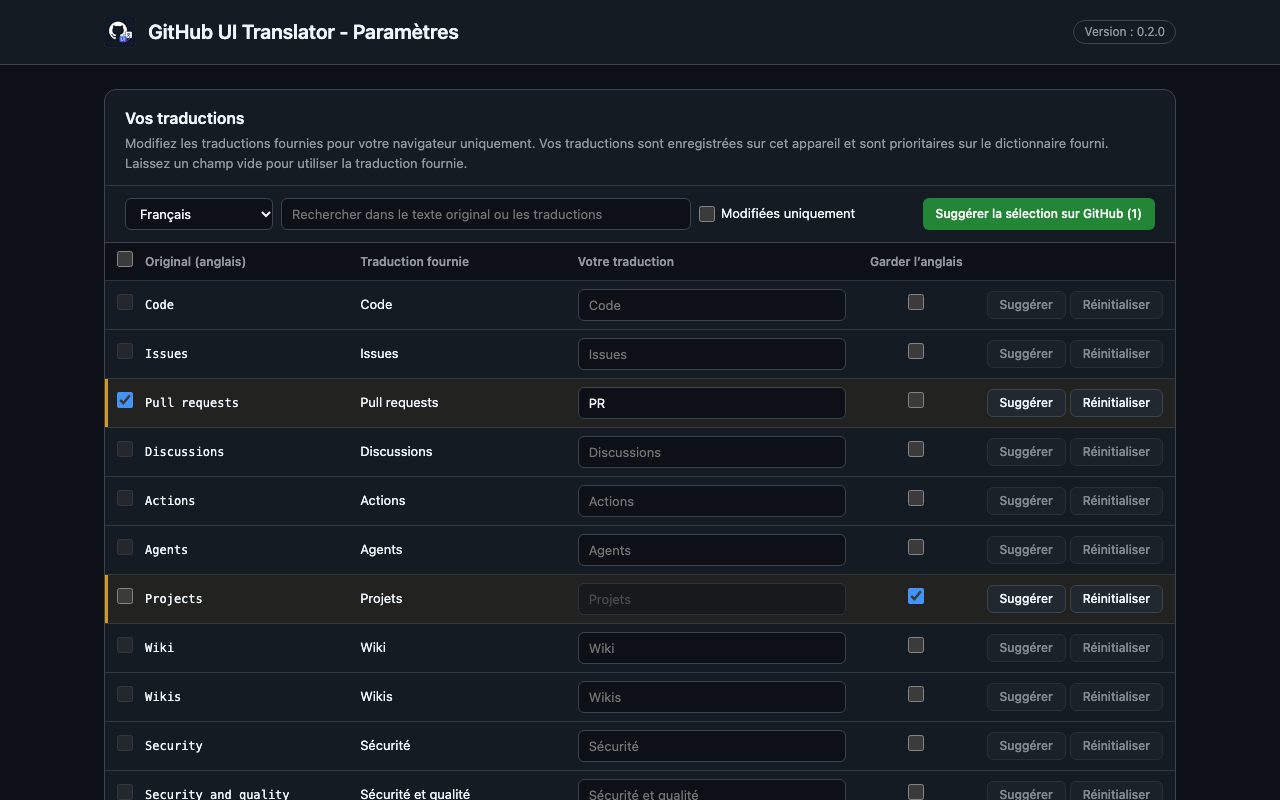 GitHub UI Translator - Paramètres
Version : 0.2.0
Vos traductions
Modifiez les traductions fournies pour votre navigateur uniquement. Vos traductions sont enregistrées sur cet appareil et sont prioritaires sur le dictionnaire fourni.
Laissez un champ vide pour utiliser la traduction fournie.
Français Rechercher dans le texte original ou les traductions Modifiées uniquement Suggérer la sélection sur GitHub (1)
Original (anglais) Traduction fournie Votre traduction Garder l’anglais
Code Code Code Suggérer Réinitialiser
Issues Issues Issues Suggérer Réinitialiser
Pull requests Pull requests PR Suggérer Réinitialiser
Discussions Discussions Discussions Suggérer Réinitialiser
Actions Actions Actions Suggérer Réinitialiser
Agents Agents Agents Suggérer Réinitialiser
Projects Projets Projets Suggérer Réinitialiser
Wiki Wiki Wiki Suggérer Réinitialiser
Wikis Wikis Wikis Suggérer Réinitialiser
Security Sécurité Sécurité Suggérer Réinitialiser
Security and quality Sécurité et qualité Sécurité et qualité Suggérer Réinitialiser